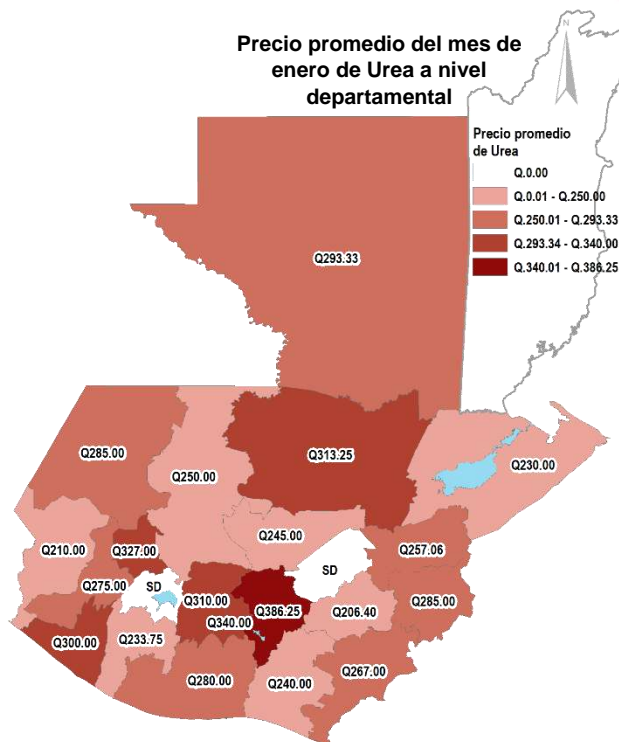 Precio promedio del mes de
enero de Urea a nivel
departamental
N
Precio promedio
de Urea
Q.0.00
Q.0.01 - Q.250.00
Q.250.01 - Q.293.33
Q.293.34 - Q.340.00
Q.340.01 - Q.386.25
Q293.33
Q285.00
Q250.00
Q313.25
Q230.00
Q210.00
Q327.00
Q245.00
Q257.06
Q275.00
SD
SD
Q310.00
Q386.25
Q206.40
Q285.00
Q340.00
Q300.00
Q233.75
Q280.00
Q240.00
Q267.00